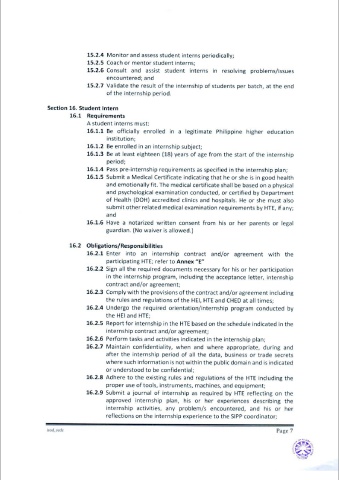 15.2.4 Monitor and assess student interns periodically;
15.2.5 Coach or mentor student interns;
15.2.6 Consult and assist student interns in resolving problems/issues
encountered; and
15.2.7 Validate the result of the internship of students per batch, at the end
of the internship period.
Section 16. Student Intern
16.1 Requirements
A student interns must:
16.1.1 Be officially enrolled in a legitimate Philippine higher education
institution;
16.1.2 Be enrolled in an internship subject;
16.1.3 Be at least eighteen (18) years of age from the start of the internship
period;
16.1.4 Pass pre-internship requirements as specified in the internship plan;
16.1.5 Submit a Medical Certificate indicating that he or she is in good health
and emotionally fit. The medical certificate shall be based on a physical
and psychological examination conducted, or certified by Department
of Health (DOH) accredited clinics and hospitals. He or she must also
submit other related medical examination requirements by HTE, if any;
and
16.1.6 Have a notarized written consent from his or her parents or legal
guardian. (No waiver is allowed.)
16.2 Obligations/Responsibilities
16.2.1 Enter into an internship contract and/or agreement with the
participating HTE; refer to Annex "E"
16.2.2 Sign all the required documents necessary for his or her participation
in the internship program, including the acceptance letter, internship
contract and/or agreement;
16.2.3 Comply with the provisions of the contract and/or agreement including
the rules and regulations of the HEI, HTE and CHED at all times;
16.2.4 Undergo the required orientation/internship program conducted by
the HEI and HTE;
16.2.5 Report for internship in the HTE based on the schedule indicated in the
internship contract and/or agreement;
16.2.6 Perform tasks and activities indicated in the internship plan;
16.2.7 Maintain confidentiality, when and where appropriate, during and
after the internship period of all the data, business or trade secrets
where such information is not within the public domain and is indicated
or understood to be confidential;
16.2.8 Adhere to the existing rules and regulations of the HTE including the
proper use of tools, instruments, machines, and equipment;
16.2.9 Submit a journal of internship as required by HTE reflecting on the
approved internship plan, his or her experiences describing the
internship activities, any problem/s encountered, and his or her
reflections on the internship experience to the SIPP coordinator;
Page 7